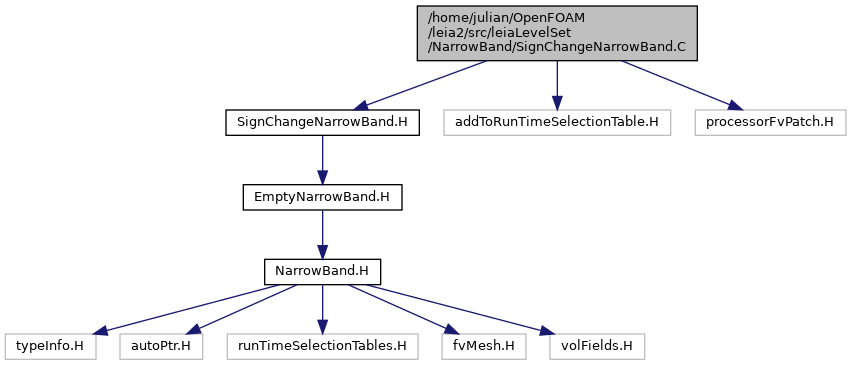 /home/julian/OpenFOAM
/leia2/src/leiaLevelSet
/NarrowBand/SignChangeNarrowBand.C
SignChangeNarrowBand.H
addToRunTimeSelectionTable.H
processorFvPatch.H
EmptyNarrowBand.H
NarrowBand.H
typeInfo.H
autoPtr.H
runTimeSelectionTables.H
fvMesh.H
volFields.H